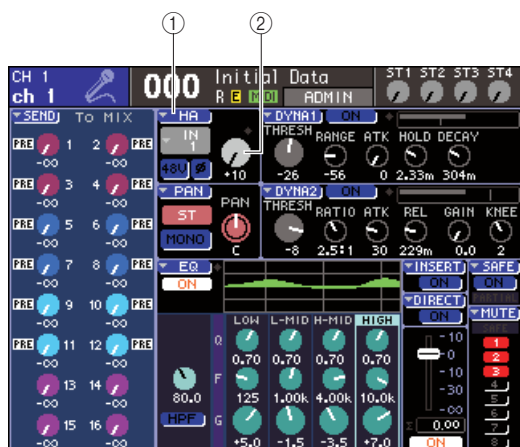 ① ②
CH 1
ch 1
000 Initial Data
R E MIDI ADMIN
ST1 ST2 ST3 ST4
SEND To MIX
PRE 1 2 PRE
-∞ -∞
PRE 3 4 PRE
-∞ -∞
PRE 5 6 PRE
-∞ -∞
PRE 7 8 PRE
-∞ -∞
PRE 9 10 PRE
-∞ -∞
PRE 11 12 PRE
-∞ -∞
13 14
-∞ -∞
15 16
-∞ -∞
HA
IN
1
48V Ø
+10
DYNA1 ON
THRESH RANGE ATK HOLD DECAY
-26 -56 0 2.33m 304m
PAN
ST
MONO
PAN
C
DYNA2 ON
THRESH RATIO ATK REL GAIN KNEE
-8 2.5:1 30 229m 0.0 2
EQ
ON
LOW L-MID H-MID HIGH
Q 0.70 0.70 0.70 0.70
F 125 1.00k 4.00k 10.0k
G +5.0 -1.5 -3.5 +7.0
80.0
HPF
INSERT
ON
DIRECT
ON
10
0
-10
-30
-∞
Σ 0.00
ON
SAFE
ON
PARTIAL
MUTE
SAFE
1
2
3
4
5
6
7
8